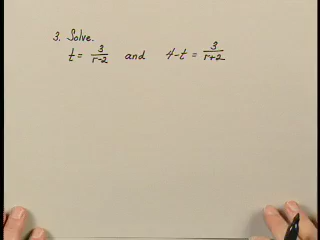 3. Solve.
t = 3/(r-2) and 4-t = 3/(r+2)